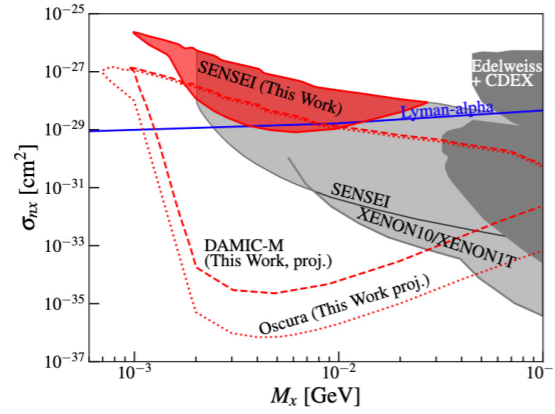 10⁻²⁵
10⁻²⁷
10⁻²⁹
10⁻³¹
10⁻³³
10⁻³⁵
10⁻³⁷
σₙₓ [cm²]
SENSEI (This Work)
Edelweiss
+ CDEX
Lyman-alpha
SENSEI
XENON10/XENON1T
DAMIC-M
(This Work, proj.)
Oscura (This Work proj.)
10⁻³
10⁻²
10⁻
Mₓ [GeV]